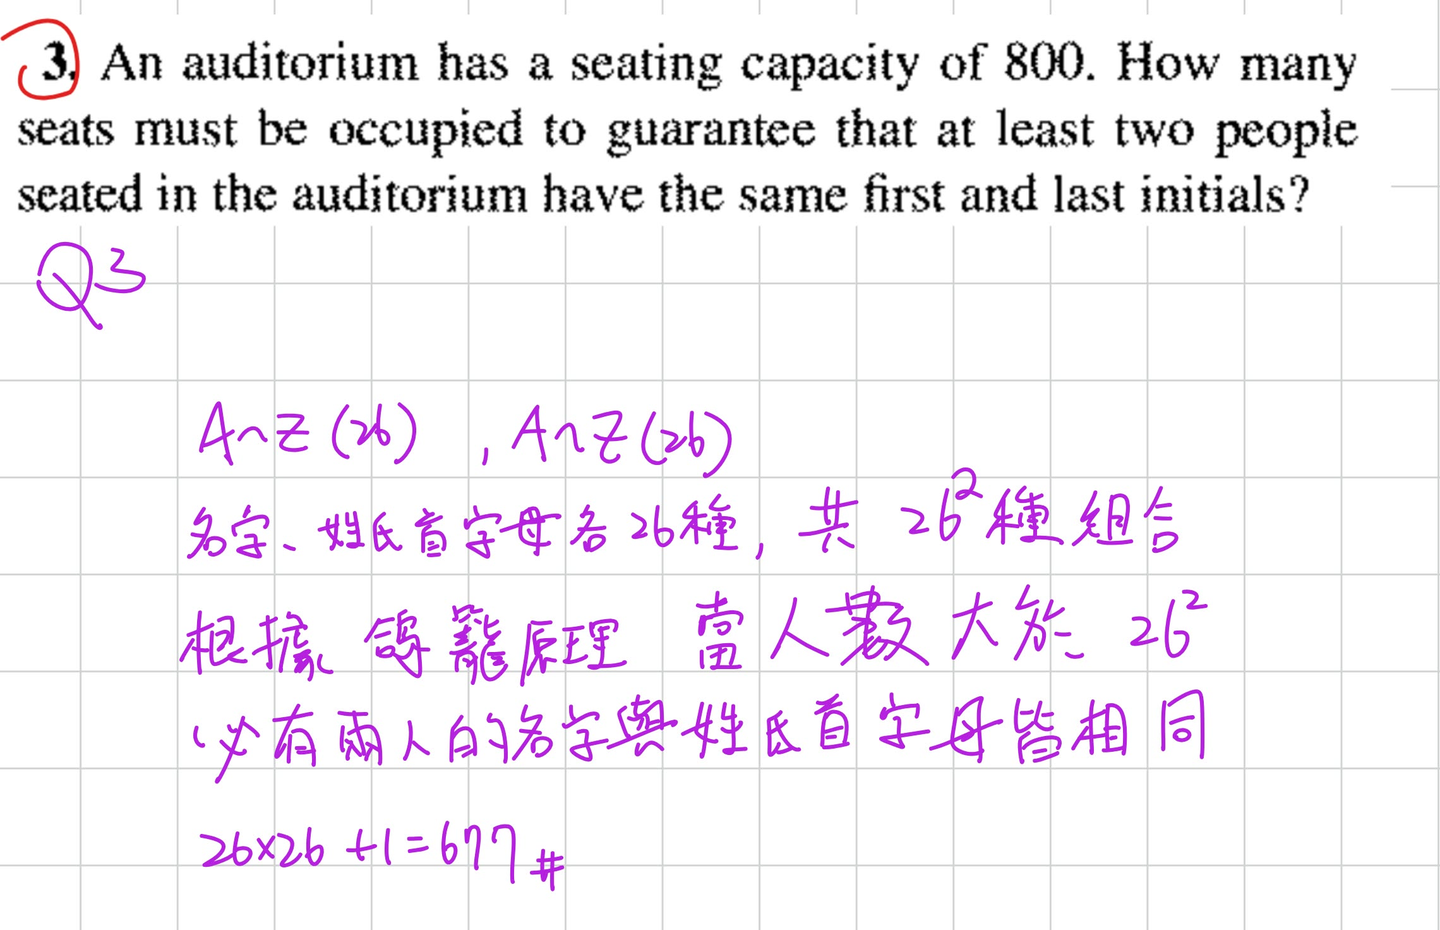 3. An auditorium has a seating capacity of 800. How many
seats must be occupied to guarantee that at least two people
seated in the auditorium have the same first and last initials?
Q3
A~Z (26) , A~Z (26)
名字、姓氏首字母各26種, 共 26² 種組合
根據 鴿籠原理 當人數大於 26²
必有兩人的名字與姓氏首字母皆相同
26×26 +1 = 677 #